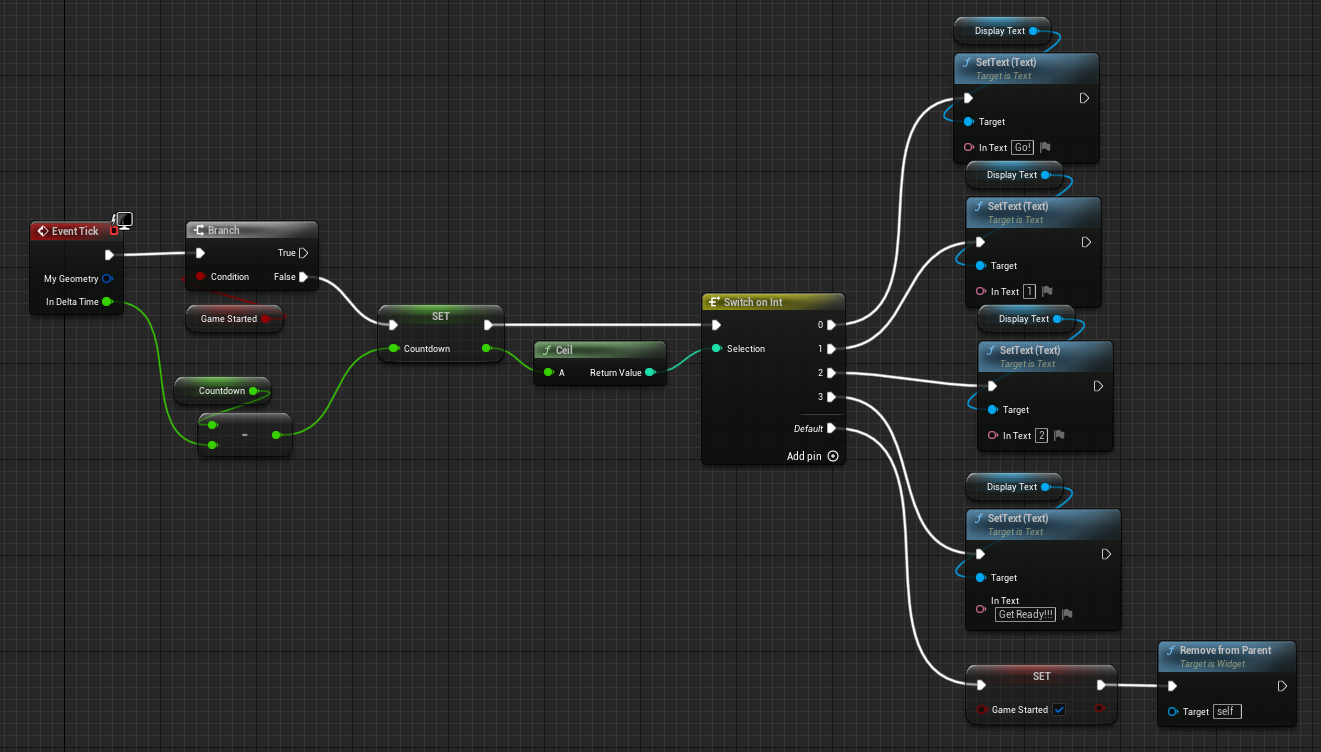 Display Text
f SetText (Text)
Target is Text
Target
In Text Go!
Display Text
f SetText (Text)
Target is Text
Target
In Text 1
Event Tick
My Geometry
In Delta Time
Branch
True
Condition False
Game Started
Countdown
-
SET
Countdown
f Ceil
A Return Value
Switch on Int
0
Selection 1
2
3
Default
Add pin
Display Text
f SetText (Text)
Target is Text
Target
In Text 2
Display Text
f SetText (Text)
Target is Text
Target
In Text
Get Ready!!!
SET
Game Started
f Remove from Parent
Target is Widget
Target self